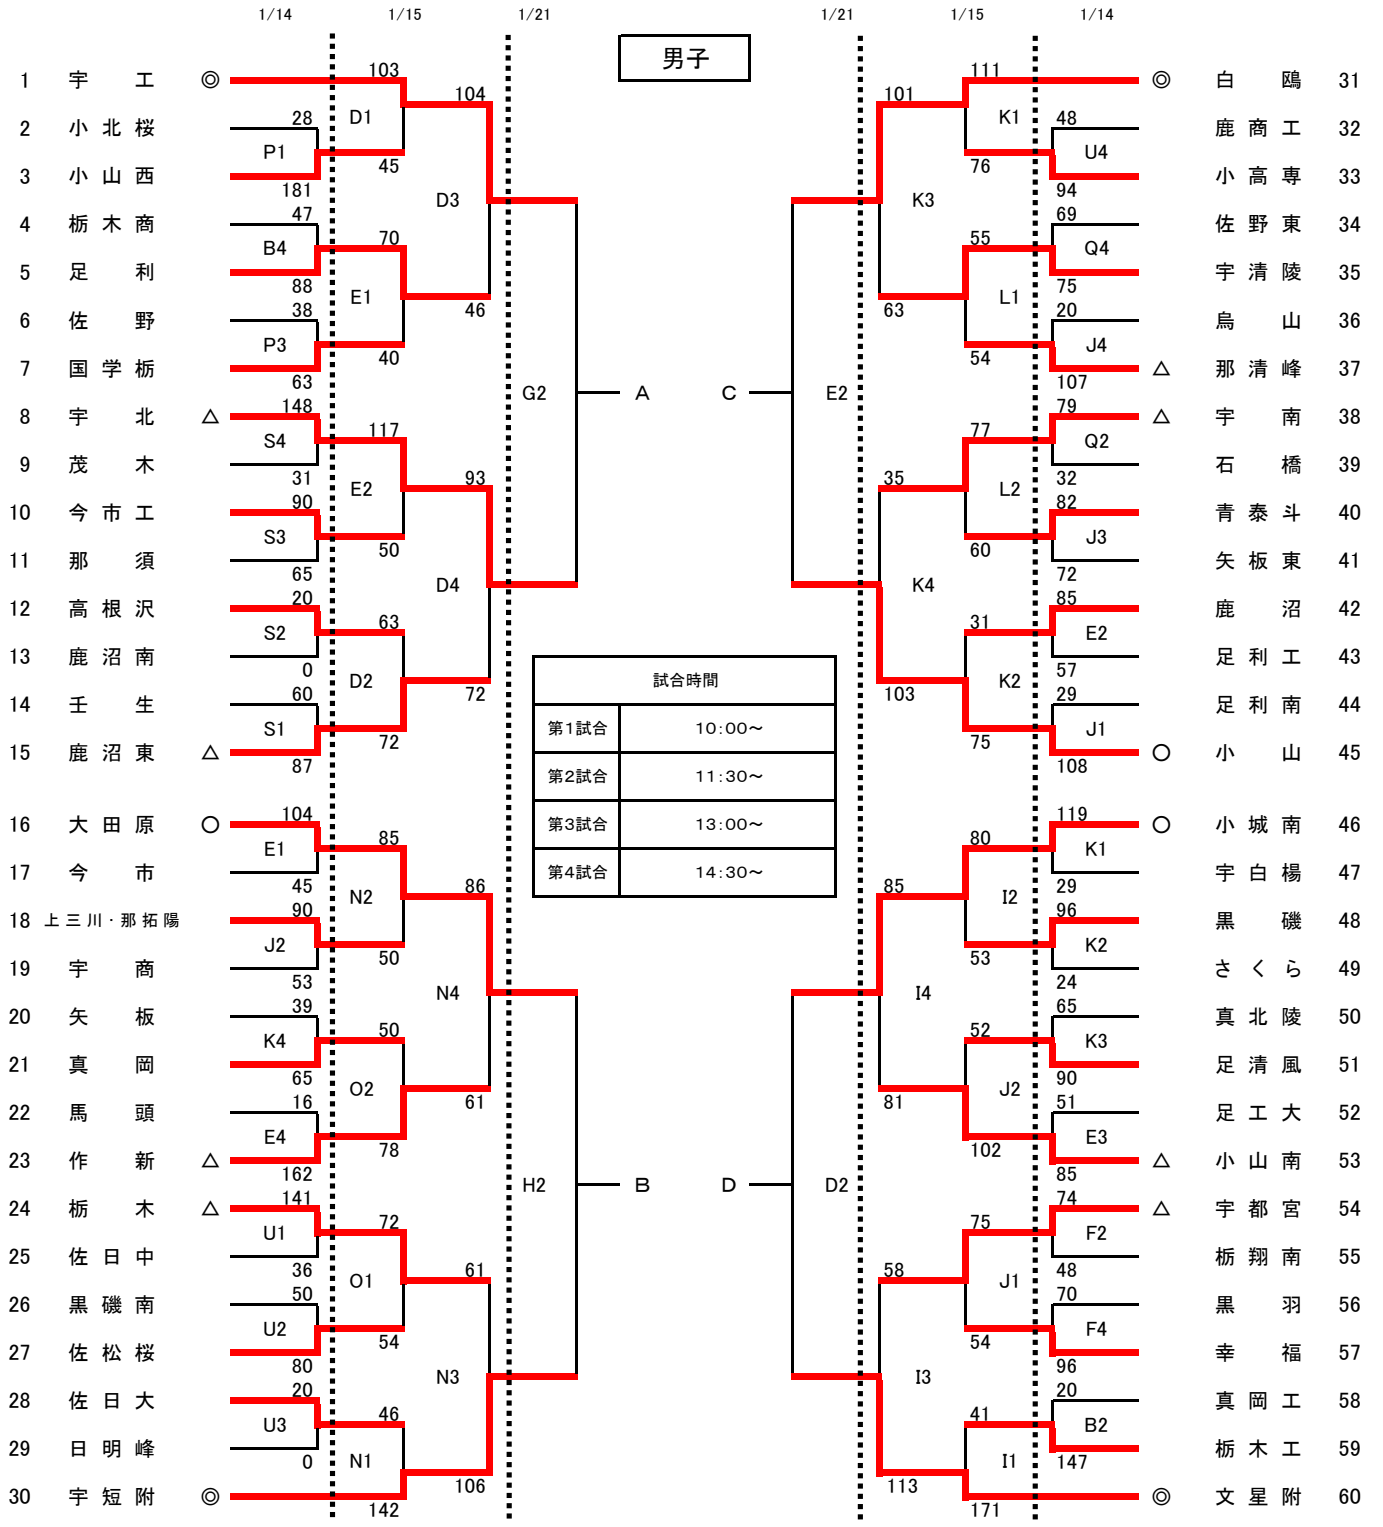 1/14 1/15 1/21 1/21 1/15 1/14
男子
1 宇 工 ◎ 103 111 ◎ 白 鴎 31
104 101
2 小 北 桜 28 D1 K1 48 鹿 商 工 32
P1 U4
3 小 山 西 181 45 76 94 小 高 専 33
D3 K3
4 栃 木 商 47 69 佐 野 東 34
B4 70 55 Q4
5 足 利 88 75 宇 清 陵 35
E1 L1
6 佐 野 38 46 63 20 烏 山 36
P3 40 54 J4
7 国 学 栃 63 107 △ 那 清 峰 37
G2 A C E2
8 宇 北 △ 148 79 △ 宇 南 38
S4 117 77 Q2
9 茂 木 31 32 石 橋 39
93 35
E2 L2
10 今 市 工 90 82 青 泰 斗 40
S3 50 60 J3
11 那 須 65 72 矢 板 東 41
D4 K4
12 高 根 沢 20 85 鹿 沼 42
S2 63 31 E2
13 鹿 沼 南 0 57 足 利 工 43
D2 K2
72 103
14 壬 生 60 29 足 利 南 44
S1 72 75 J1
15 鹿 沼 東 △ 87 108 ○ 小 山 45
試合時間
第1試合 10:00～
第2試合 11:30～
第3試合 13:00～
第4試合 14:30～
16 大 田 原 ○ 104 119 ○ 小 城 南 46
E1 85 80 K1
17 今 市 45 29 宇 白 楊 47
86 85
N2 I2
18 上 三 川 ・ 那 拓 陽 90 96 黒 磯 48
J2 50 53 K2
19 宇 商 53 24 さ く ら 49
N4 I4
20 矢 板 39 65 真 北 陵 50
K4 50 52 K3
21 真 岡 65 90 足 清 風 51
O2 J2
61 81
22 馬 頭 16 51 足 工 大 52
E4 78 102 E3
23 作 新 △ 162 85 △ 小 山 南 53
H2 B D D2
24 栃 木 △ 141 74 △ 宇 都 宮 54
U1 72 75 F2
25 佐 日 中 36 48 栃 翔 南 55
61 58
O1 J1
26 黒 磯 南 50 70 黒 羽 56
U2 54 54 F4
27 佐 松 桜 80 96 幸 福 57
N3 I3
28 佐 日 大 20 20 真 岡 工 58
U3 46 41 B2
29 日 明 峰 0 147 栃 木 工 59
N1 I1
106 113
30 宇 短 附 ◎ 142 171 ◎ 文 星 附 60